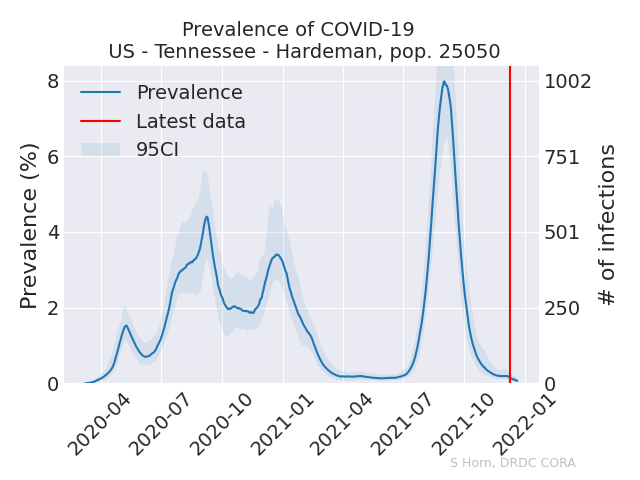 Prevalence of COVID-19
US - Tennessee - Hardeman, pop. 25050
Prevalence
Latest data
95CI
Prevalence (%)
8
6
4
2
0
# of infections
1002
751
501
250
0
2020-04
2020-07
2020-10
2021-01
2021-04
2021-07
2021-10
2022-01
S Horn, DRDC CORA